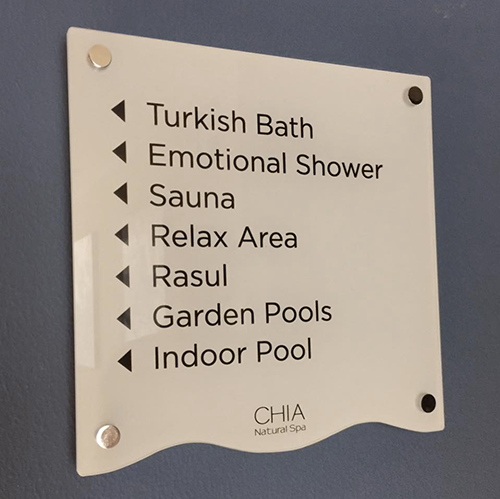 Turkish Bath
Emotional Shower
Sauna
Relax Area
Rasul
Garden Pools
Indoor Pool
CHIA
Natural Spa